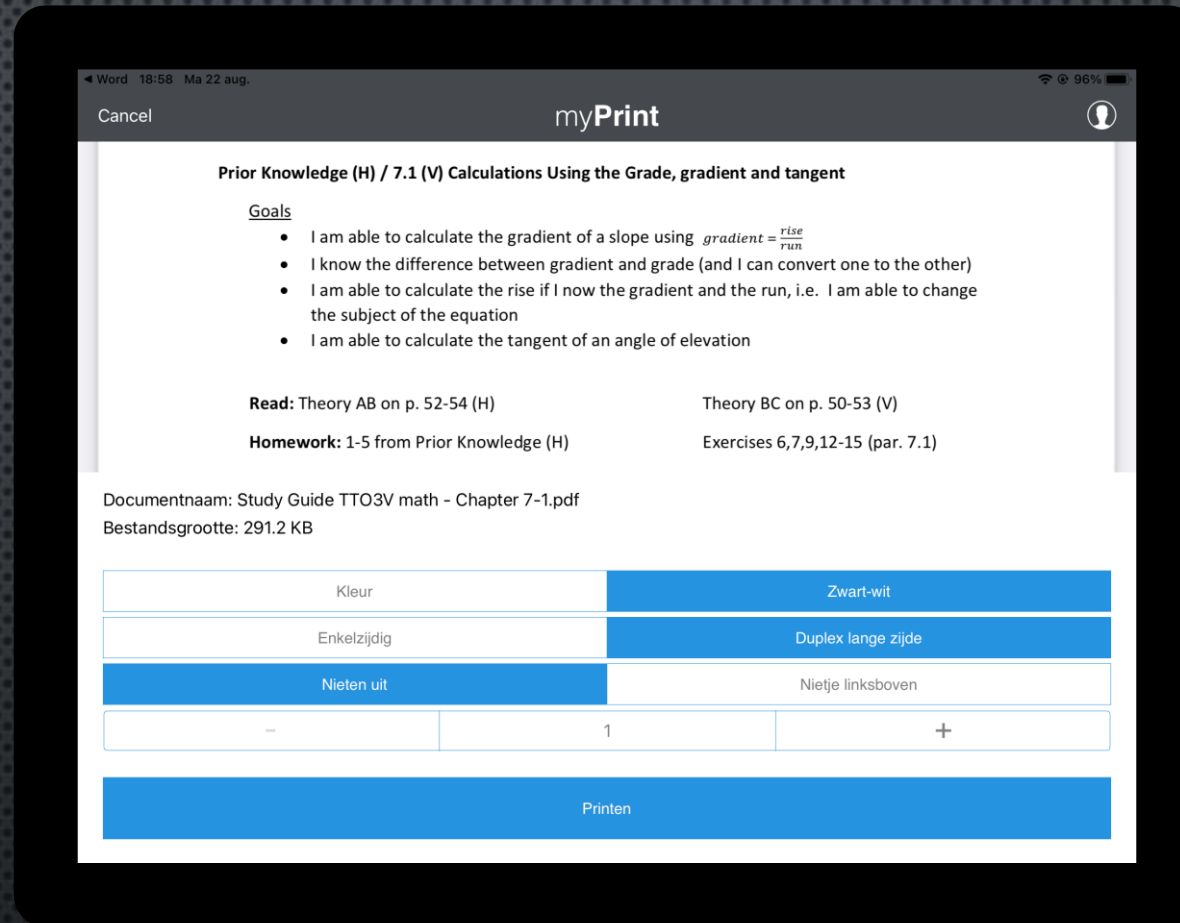 ◀ Word 18:58 Ma 22 aug. 96%
Cancel myPrint
Prior Knowledge (H) / 7.1 (V) Calculations Using the Grade, gradient and tangent
Goals
• I am able to calculate the gradient of a slope using gradient = rise/run
• I know the difference between gradient and grade (and I can convert one to the other)
• I am able to calculate the rise if I now the gradient and the run, i.e. I am able to change
the subject of the equation
• I am able to calculate the tangent of an angle of elevation
Read: Theory AB on p. 52-54 (H) Theory BC on p. 50-53 (V)
Homework: 1-5 from Prior Knowledge (H) Exercises 6,7,9,12-15 (par. 7.1)
Documentnaam: Study Guide TTO3V math - Chapter 7-1.pdf
Bestandsgrootte: 291.2 KB
Kleur Zwart-wit
Enkelzijdig Duplex lange zijde
Nieten uit Nietje linksboven
− 1 +
Printen